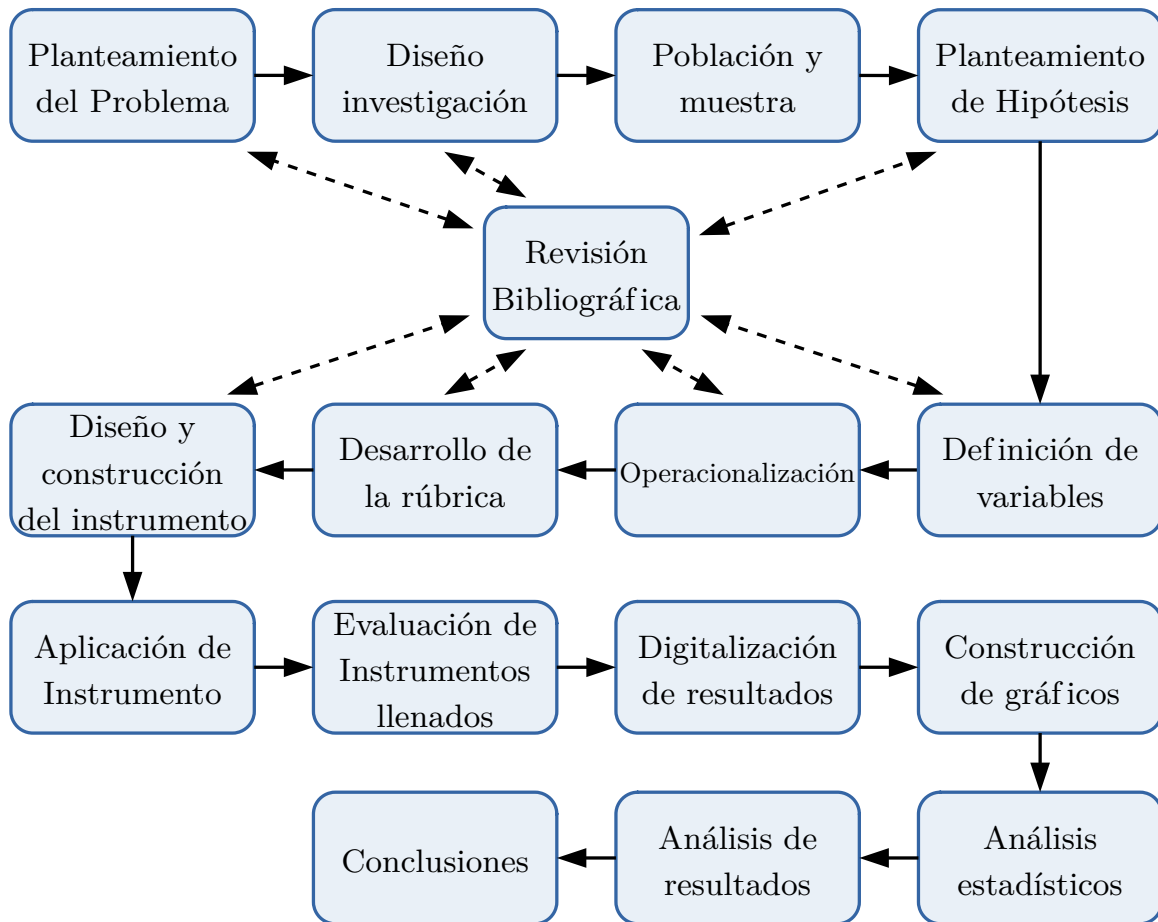 Planteamiento
del Problema
Diseño
investigación
Población y
muestra
Planteamiento
de Hipótesis
Revisión
Bibliográfica
Diseño y
construcción
del instrumento
Desarrollo de
la rúbrica
Operacionalización
Definición de
variables
Aplicación de
Instrumento
Evaluación de
Instrumentos
llenados
Digitalización
de resultados
Construcción
de gráficos
Conclusiones
Análisis de
resultados
Análisis
estadísticos